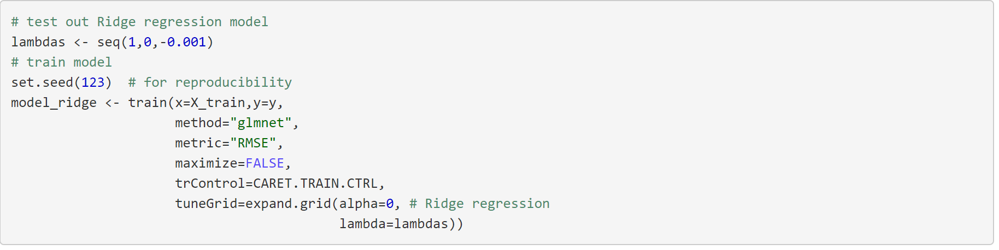 # test out Ridge regression model
lambdas <- seq(1,0,-0.001)
# train model
set.seed(123)  # for reproducibility
model_ridge <- train(x=X_train,y=y,
                     method="glmnet",
                     metric="RMSE",
                     maximize=FALSE,
                     trControl=CARET.TRAIN.CTRL,
                     tuneGrid=expand.grid(alpha=0, # Ridge regression
                                          lambda=lambdas))